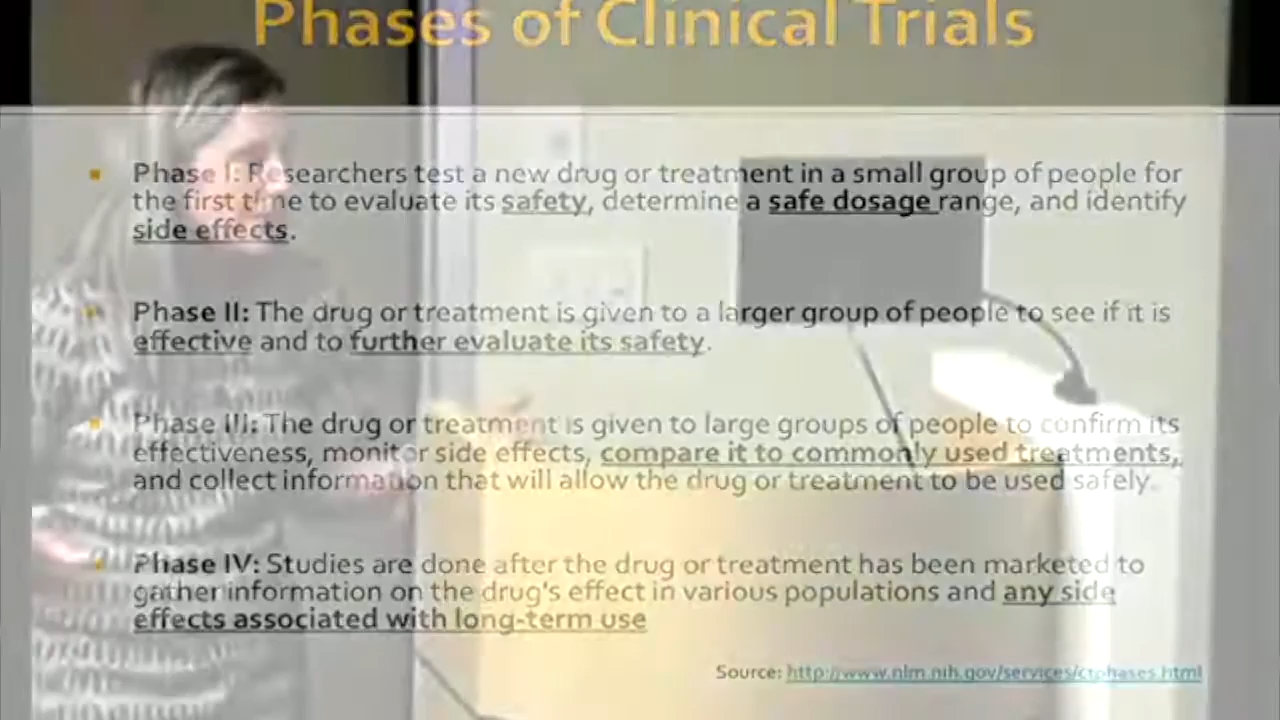 Phases of Clinical Trials
Phase I: Researchers test a new drug or treatment in a small group of people for
the first time to evaluate its safety, determine a safe dosage range, and identify
side effects.
Phase II: The drug or treatment is given to a larger group of people to see if it is
effective and to further evaluate its safety.
Phase III: The drug or treatment is given to large groups of people to confirm its
effectiveness, monitor side effects, compare it to commonly used treatments,
and collect information that will allow the drug or treatment to be used safely.
Phase IV: Studies are done after the drug or treatment has been marketed to
gather information on the drug's effect in various populations and any side
effects associated with long-term use
Source: http://www.nlm.nih.gov/services/ctphases.html